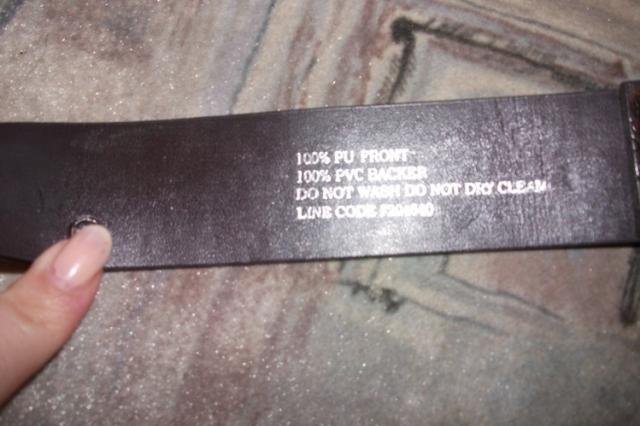 100% PU FRONT
100% PVC BACKER
DO NOT WASH DO NOT DRY CLEAN
LINE CODE